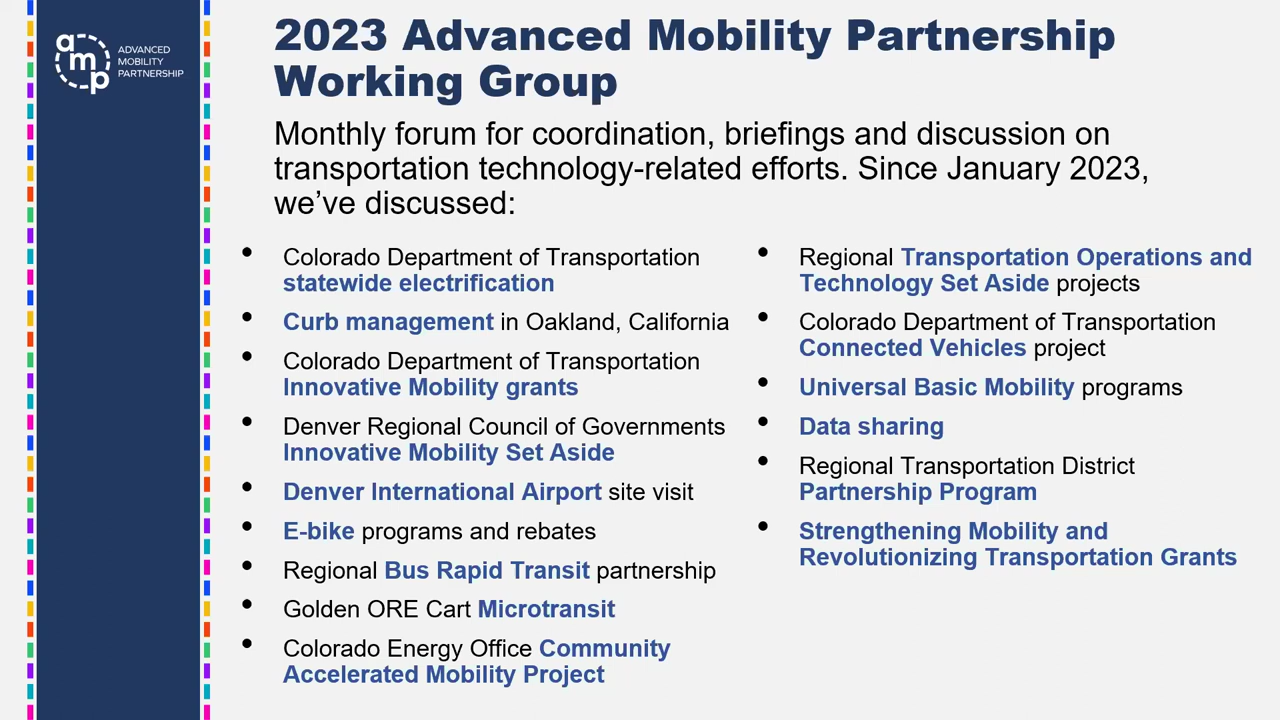 amp
ADVANCED
MOBILITY
PARTNERSHIP
2023 Advanced Mobility Partnership
Working Group
Monthly forum for coordination, briefings and discussion on
transportation technology-related efforts. Since January 2023,
we’ve discussed:
• Colorado Department of Transportation
statewide electrification
• Curb management in Oakland, California
• Colorado Department of Transportation
Innovative Mobility grants
• Denver Regional Council of Governments
Innovative Mobility Set Aside
• Denver International Airport site visit
• E-bike programs and rebates
• Regional Bus Rapid Transit partnership
• Golden ORE Cart Microtransit
• Colorado Energy Office Community
Accelerated Mobility Project
• Regional Transportation Operations and
Technology Set Aside projects
• Colorado Department of Transportation
Connected Vehicles project
• Universal Basic Mobility programs
• Data sharing
• Regional Transportation District
Partnership Program
• Strengthening Mobility and
Revolutionizing Transportation Grants